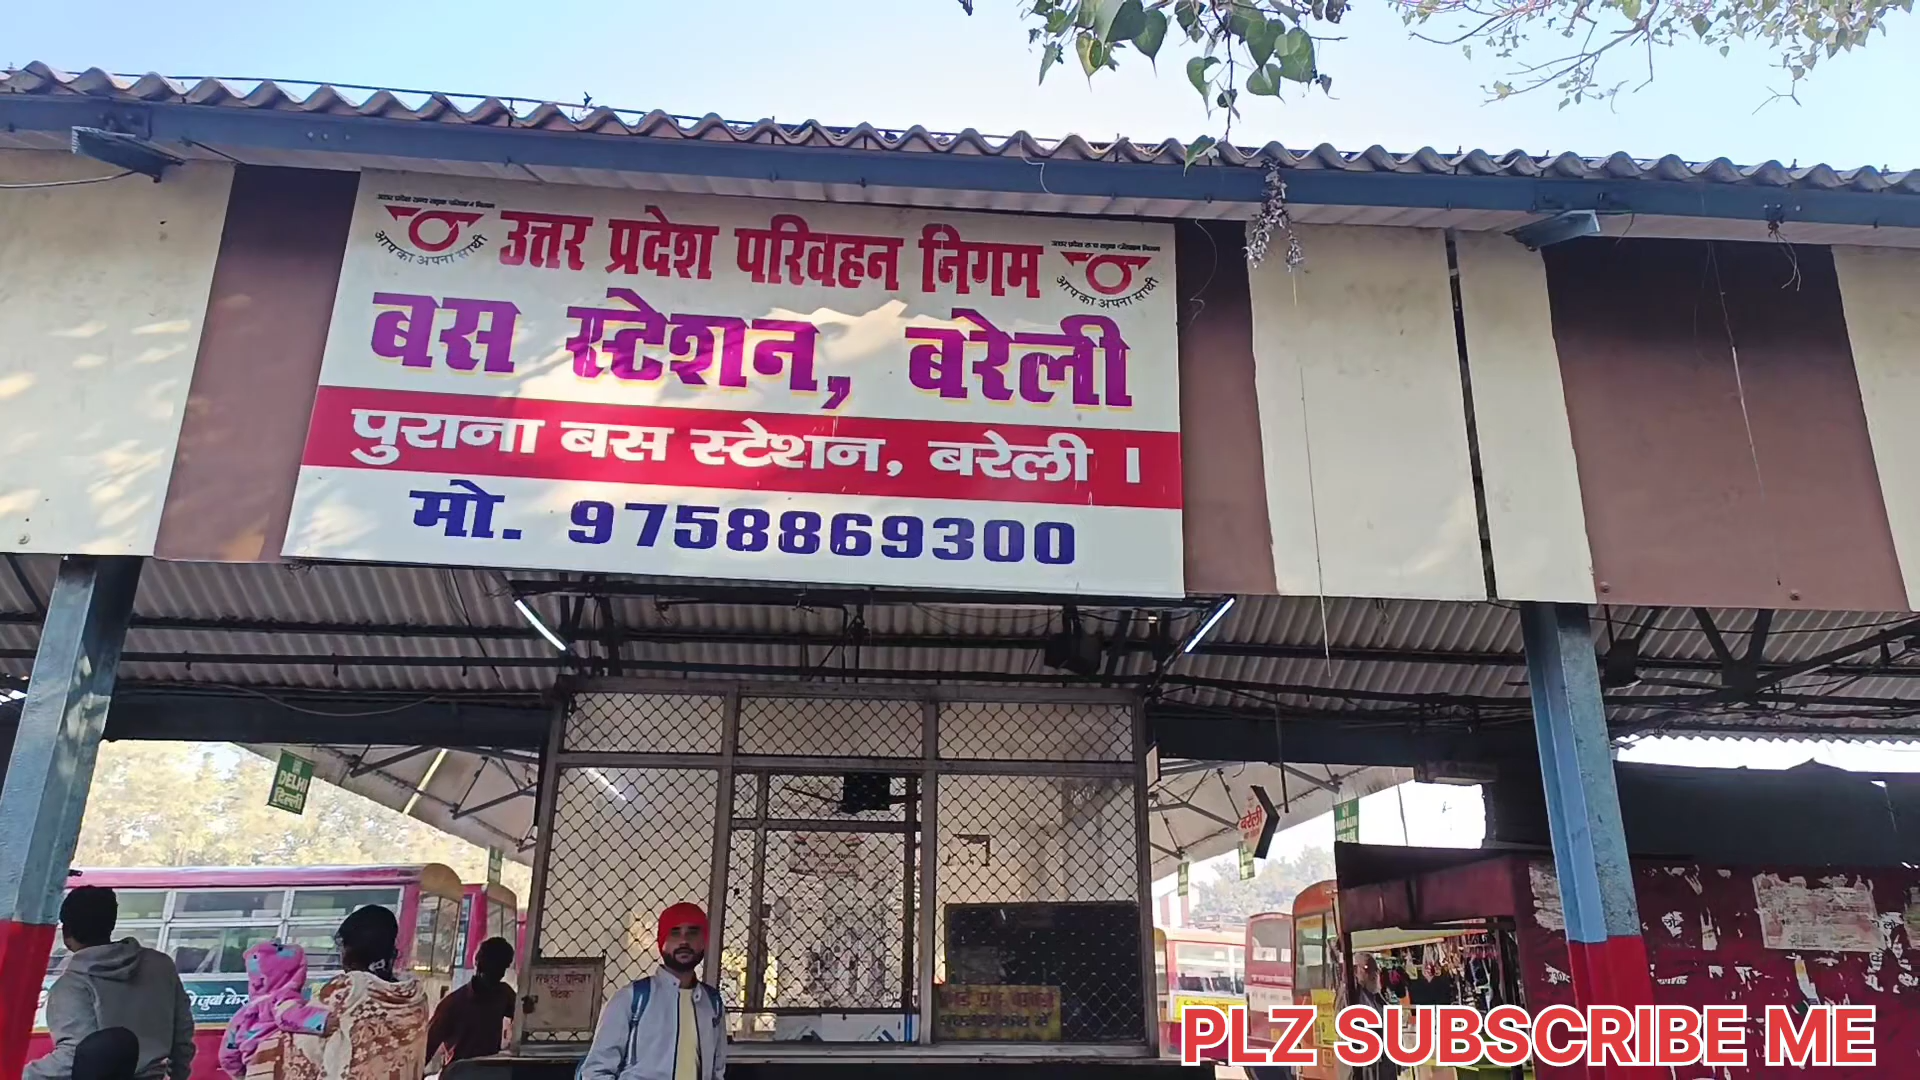 उत्तर प्रदेश परिवहन निगम
आपका अपना साथी
आपका अपना साथी
बस स्टेशन, बरेली
पुराना बस स्टेशन, बरेली ।
मो. 9758869300
DELHI
दिल्ली
बरेली
PLZ SUBSCRIBE ME